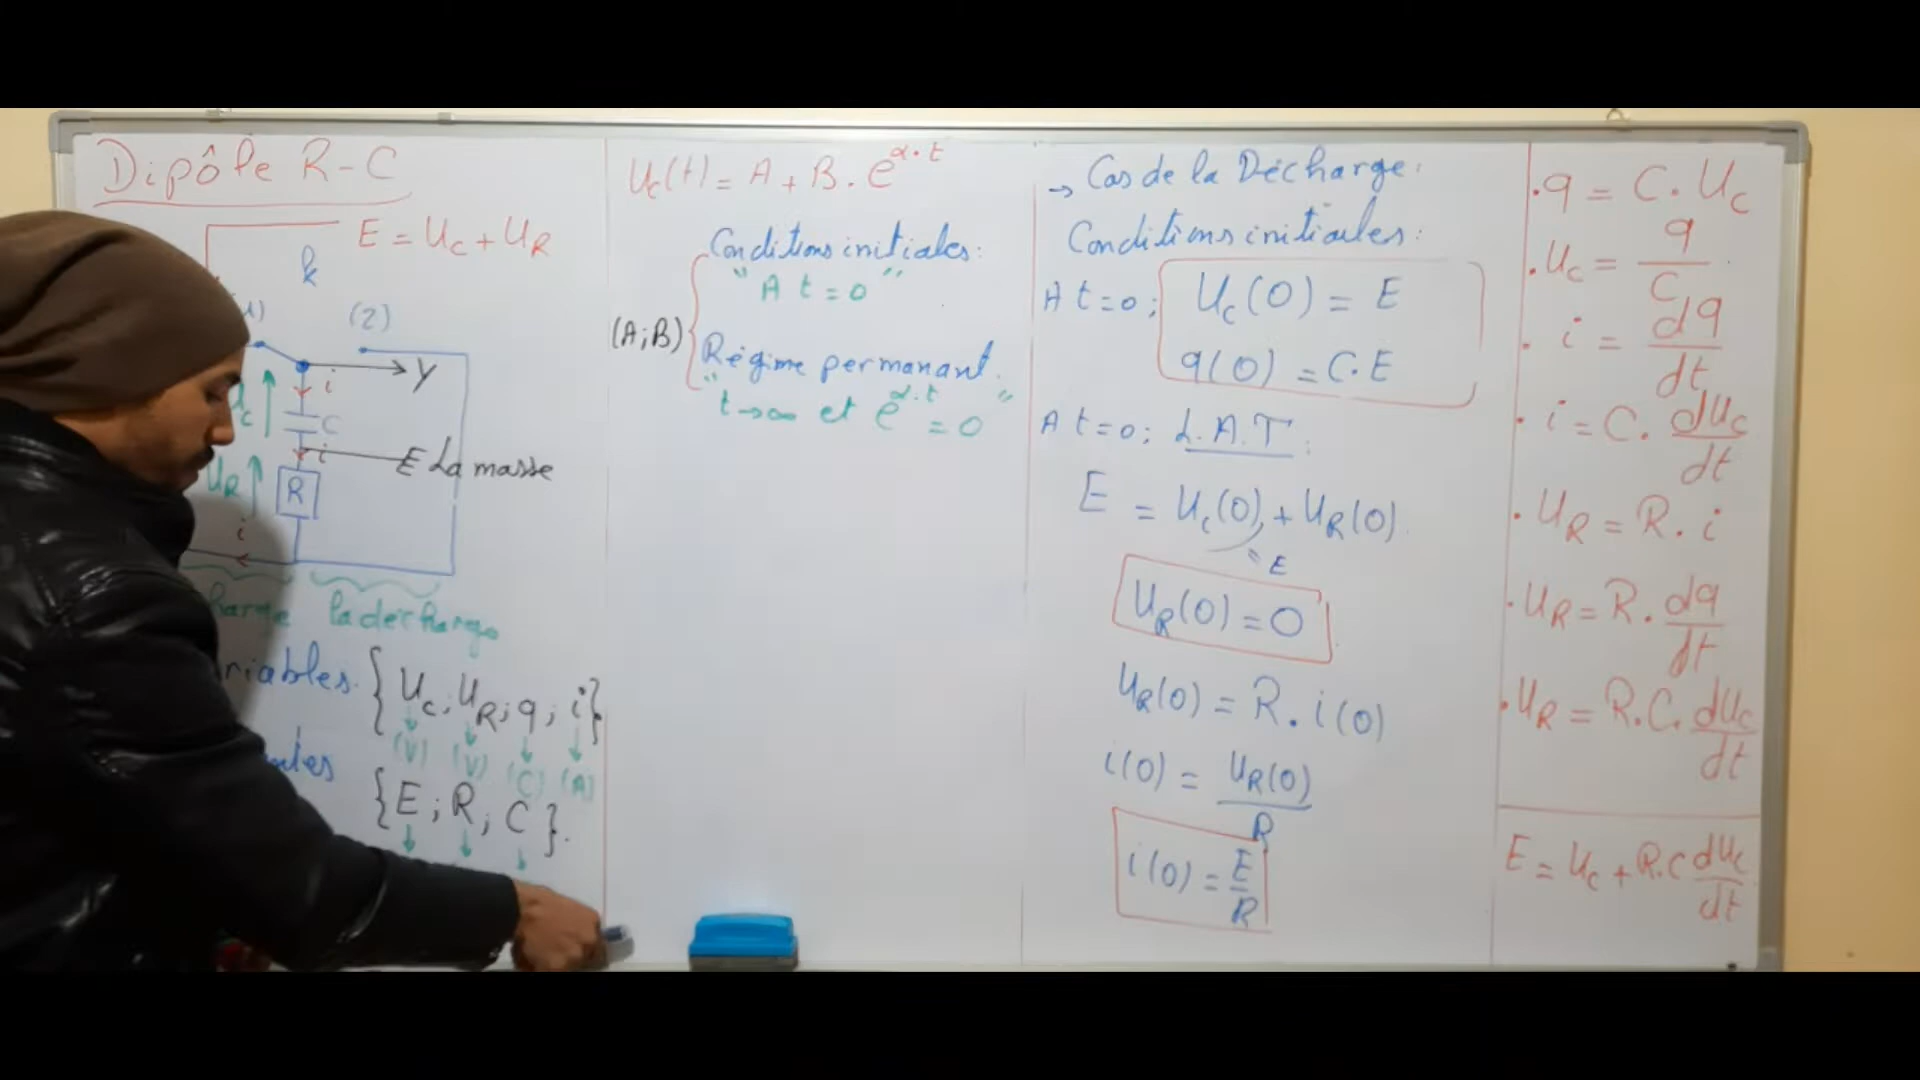 Dipôle R-C
E = Uc + UR
k
(2)
y
i
C
i
E La masse
UR
R
i
harge la décharge
riables {Uc, UR; q; i}
(V) (V) (C) (A)
ntes {E; R; C}.
Uc(t) = A + B . e^α.t
Conditions initiales:
"A t = 0"
(A;B)
Régime permanant.
"t→∞ et e^α.t = 0"
→ Cas de la Décharge:
Conditions initiales:
A t = 0; Uc(0) = E
q(0) = C.E
A t = 0; L.A.T:
E = Uc(0) + UR(0)
= E
UR(0) = 0
UR(0) = R. i(0)
i(0) = UR(0)/R
i(0) = E/R
. q = C. Uc
. Uc = q/C
. i = dq/dt
. i = C. duc/dt
. UR = R. i
. UR = R. dq/dt
. UR = R.C. duc/dt
E = Uc + R.C duc/dt